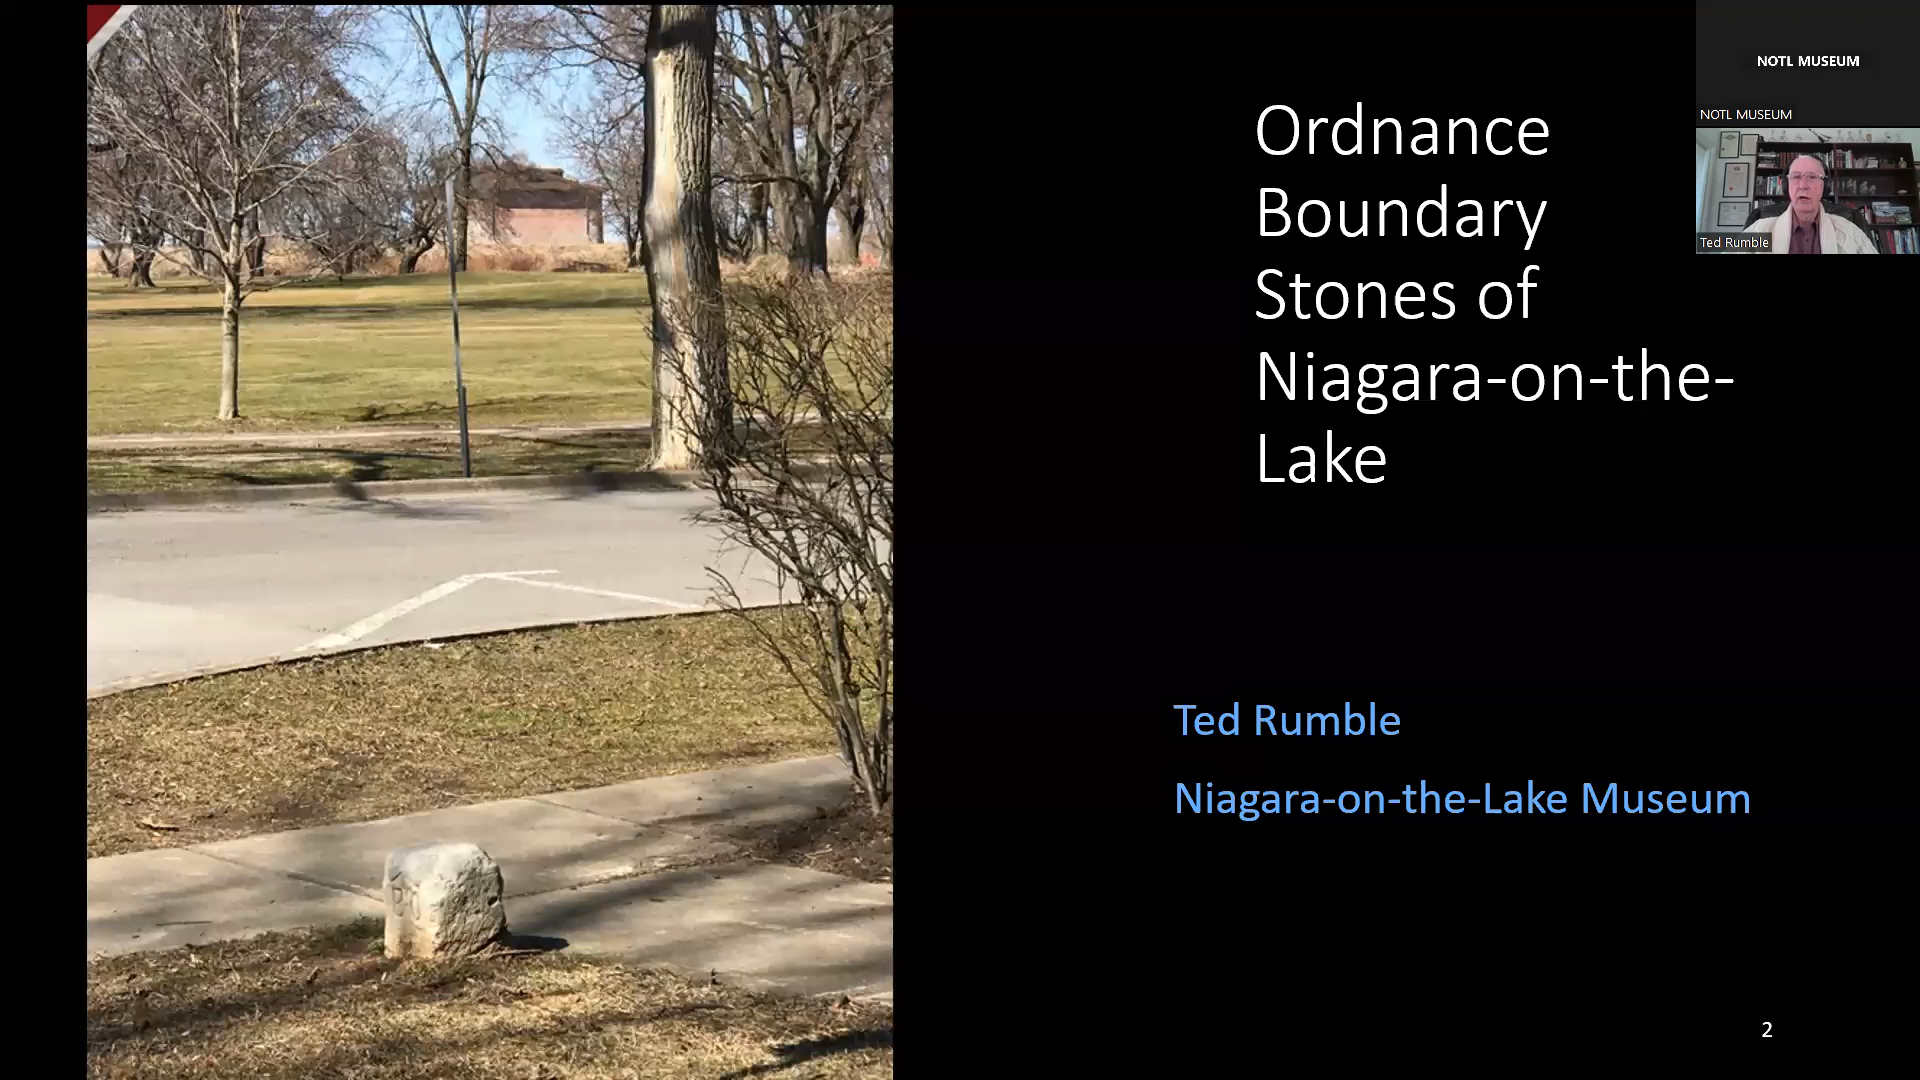 Ordnance
Boundary
Stones of
Niagara-on-the-
Lake
Ted Rumble
Niagara-on-the-Lake Museum
2
NOTL MUSEUM
NOTL MUSEUM
Ted Rumble